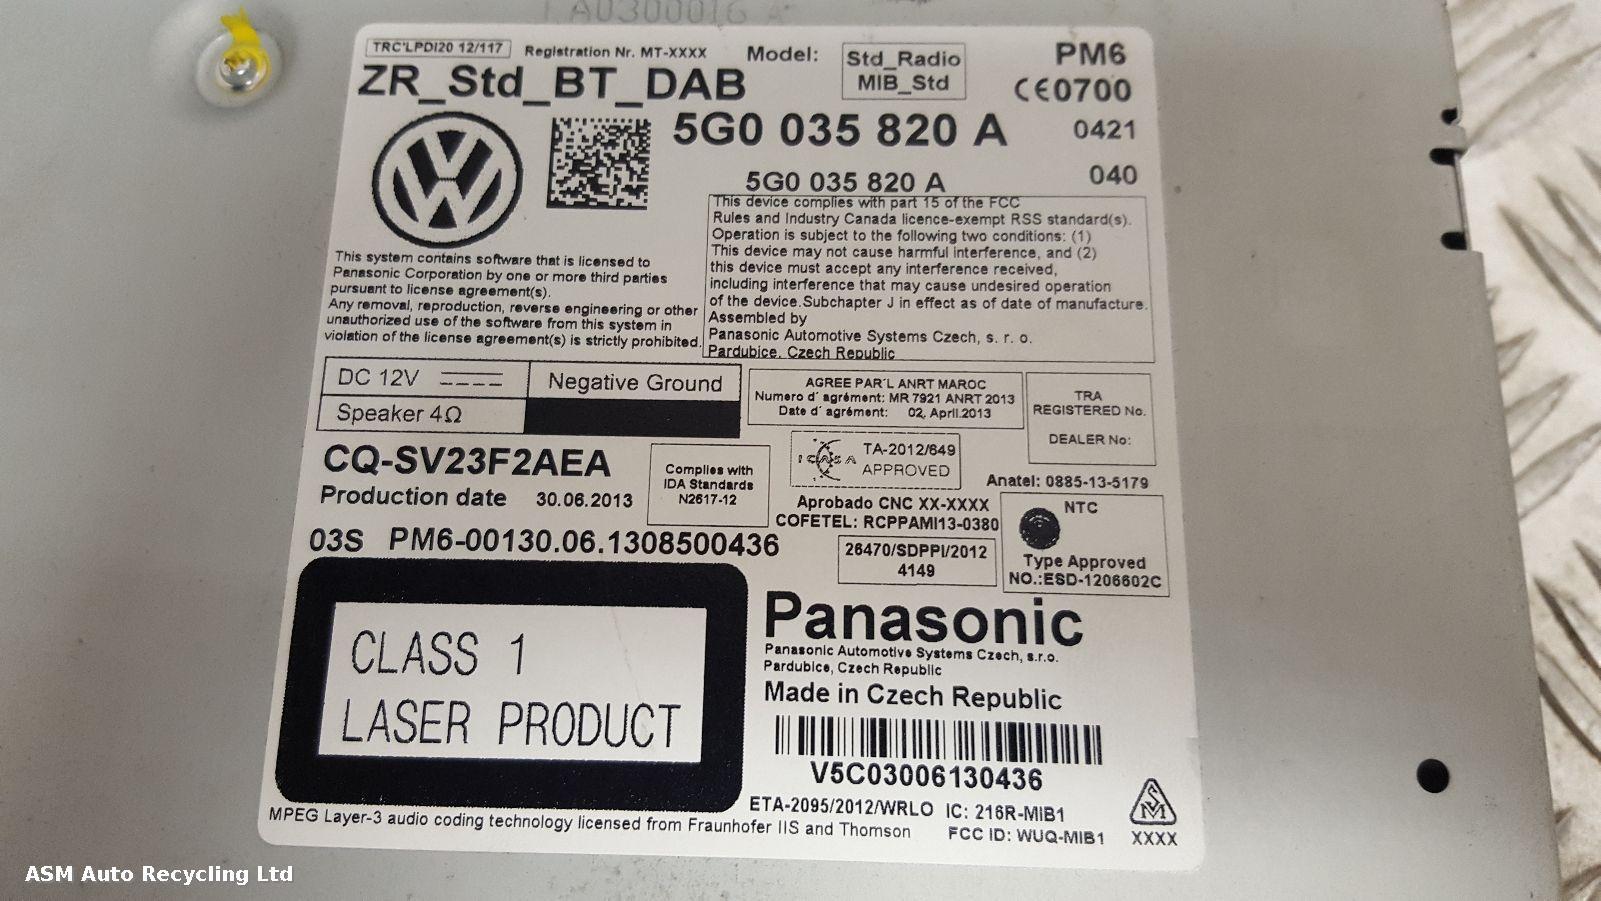 TRC'LPDI20 12/117 Registration Nr. MT-XXXX
ZR_Std_BT_DAB
Model:
Std_Radio
MIB_Std
PM6
CE0700
5G0 035 820 A
0421
5G0 035 820 A
040
This device complies with part 15 of the FCC
Rules and Industry Canada licence-exempt RSS standard(s).
Operation is subject to the following two conditions: (1)
This device may not cause harmful interference, and (2)
this device must accept any interference received,
including interference that may cause undesired operation
of the device.Subchapter J in effect as of date of manufacture.
Assembled by
Panasonic Automotive Systems Czech, s. r. o.
Pardubice, Czech Republic
This system contains software that is licensed to
Panasonic Corporation by one or more third parties
pursuant to license agreement(s).
Any removal, reproduction, reverse engineering or other
unauthorized use of the software from this system in
violation of the license agreement(s) is strictly prohibited.
DC 12V
Negative Ground
Speaker 4Ω
AGREE PAR'L ANRT MAROC
Numero d' agrément: MR 7921 ANRT 2013
Date d' agrément: 02. April.2013
TRA
REGISTERED No.
DEALER No:
CQ-SV23F2AEA
Production date 30.06.2013
Complies with
IDA Standards
N2617-12
ICASA
TA-2012/649
APPROVED
Anatel: 0885-13-5179
Aprobado CNC XX-XXXX
COFETEL: RCPPAMI13-0380
NTC
Type Approved
NO.:ESD-1206602C
03S PM6-00130.06.1308500436
26470/SDPPI/2012
4149
CLASS 1
LASER PRODUCT
Panasonic
Panasonic Automotive Systems Czech, s.r.o.
Pardubice, Czech Republic
Made in Czech Republic
V5C03006130436
ETA-2095/2012/WRLO IC: 216R-MIB1
FCC ID: WUQ-MIB1
XXXX
MPEG Layer-3 audio coding technology licensed from Fraunhofer IIS and Thomson
ASM Auto Recycling Ltd